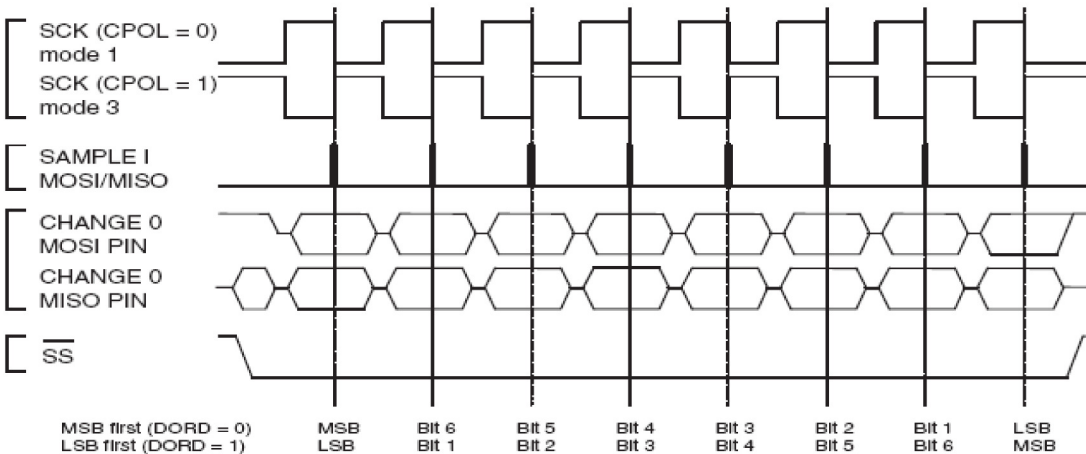 SCK (CPOL = 0)
mode 1
SCK (CPOL = 1)
mode 3
SAMPLE I
MOSI/MISO
CHANGE 0
MOSI PIN
CHANGE 0
MISO PIN
SS
MSB first (DORD = 0) MSB Bit 6 Bit 5 Bit 4 Bit 3 Bit 2 Bit 1 LSB
LSB first (DORD = 1) LSB Bit 1 Bit 2 Bit 3 Bit 4 Bit 5 Bit 6 MSB